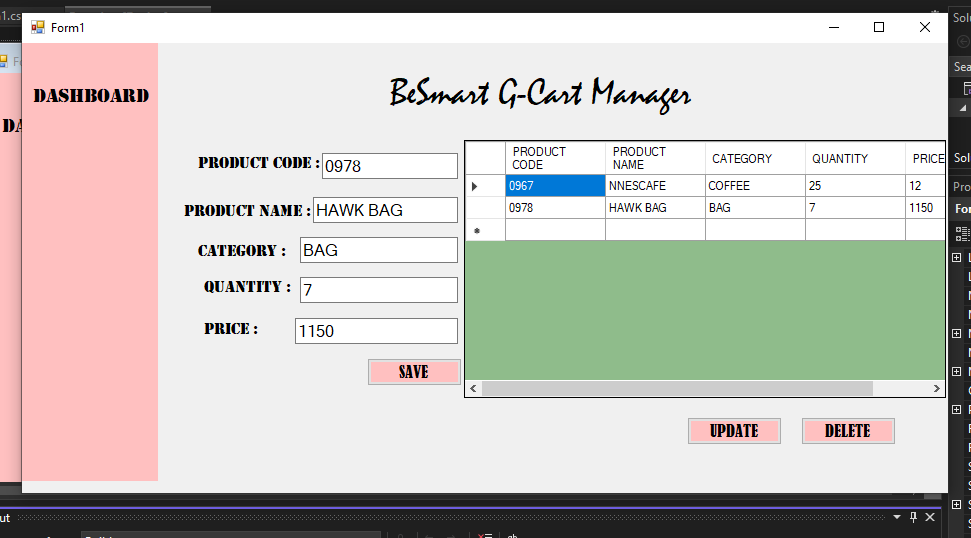 Form1
DASHBOARD
BeSmart G-Cart Manager
PRODUCT CODE : 0978
PRODUCT NAME : HAWK BAG
CATEGORY : BAG
QUANTITY : 7
PRICE : 1150
SAVE
PRODUCT CODE PRODUCT NAME CATEGORY QUANTITY PRICE
0967 NNESCAFE COFFEE 25 12
0978 HAWK BAG BAG 7 1150
UPDATE DELETE